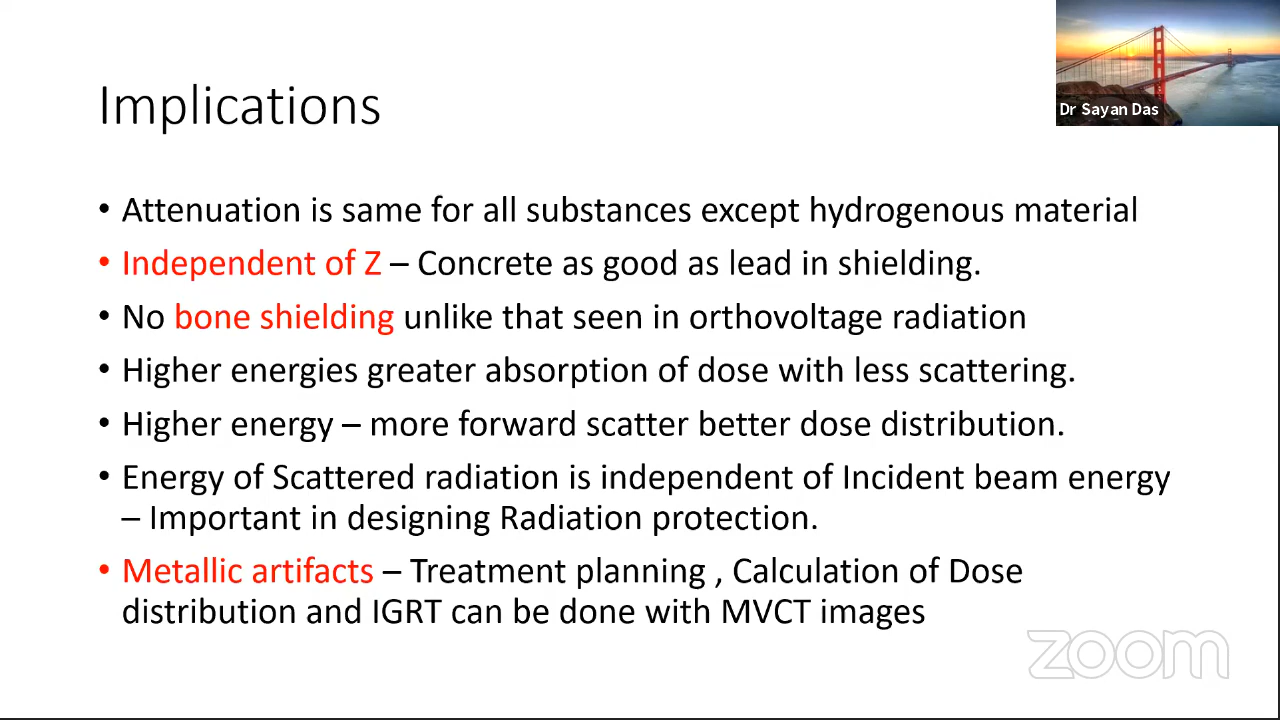 Implications
Dr Sayan Das
• Attenuation is same for all substances except hydrogenous material
• Independent of Z – Concrete as good as lead in shielding.
• No bone shielding unlike that seen in orthovoltage radiation
• Higher energies greater absorption of dose with less scattering.
• Higher energy – more forward scatter better dose distribution.
• Energy of Scattered radiation is independent of Incident beam energy
– Important in designing Radiation protection.
• Metallic artifacts – Treatment planning , Calculation of Dose
distribution and IGRT can be done with MVCT images
zoom